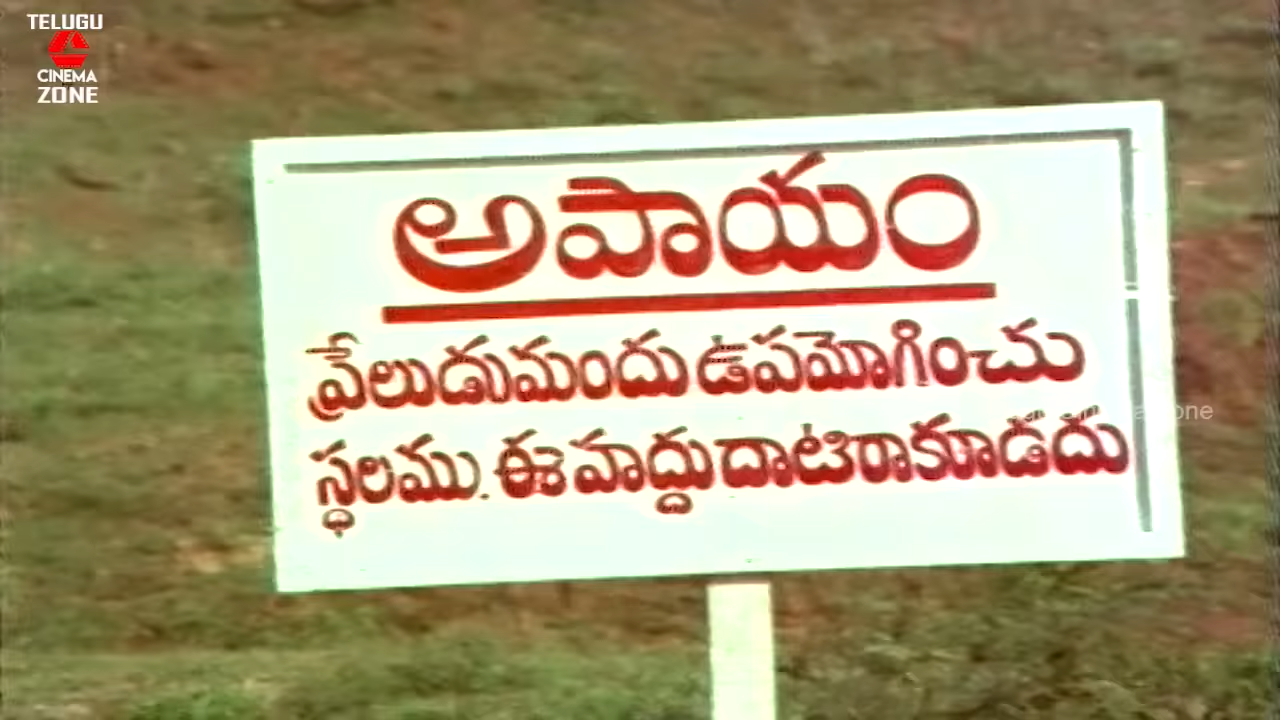 TELUGU
CINEMA
ZONE
అపాయం
వ్రేలుడుమందు ఉపయోగించు
స్థలము. ఈ హద్దు దాటిరాకూడదు